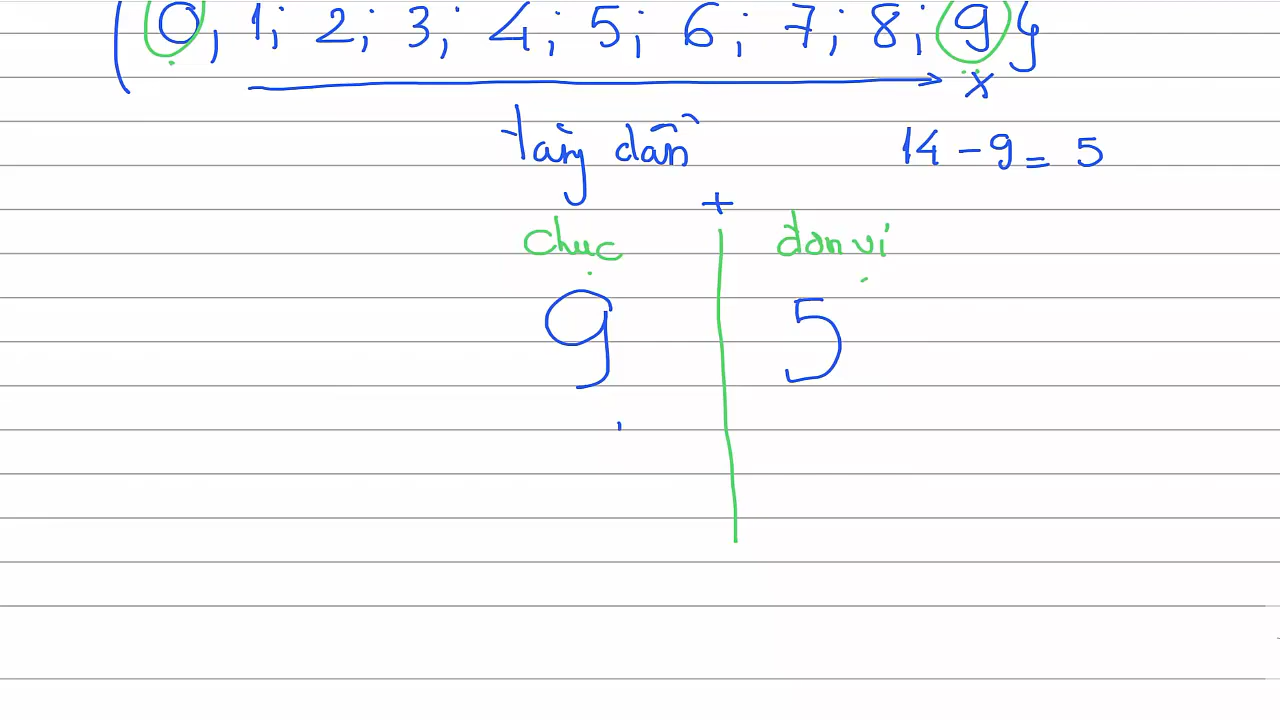 {0; 1; 2; 3; 4; 5; 6; 7; 8; 9}
x
tăng dần 14 - 9 = 5
+
chục đơn vị
9 5